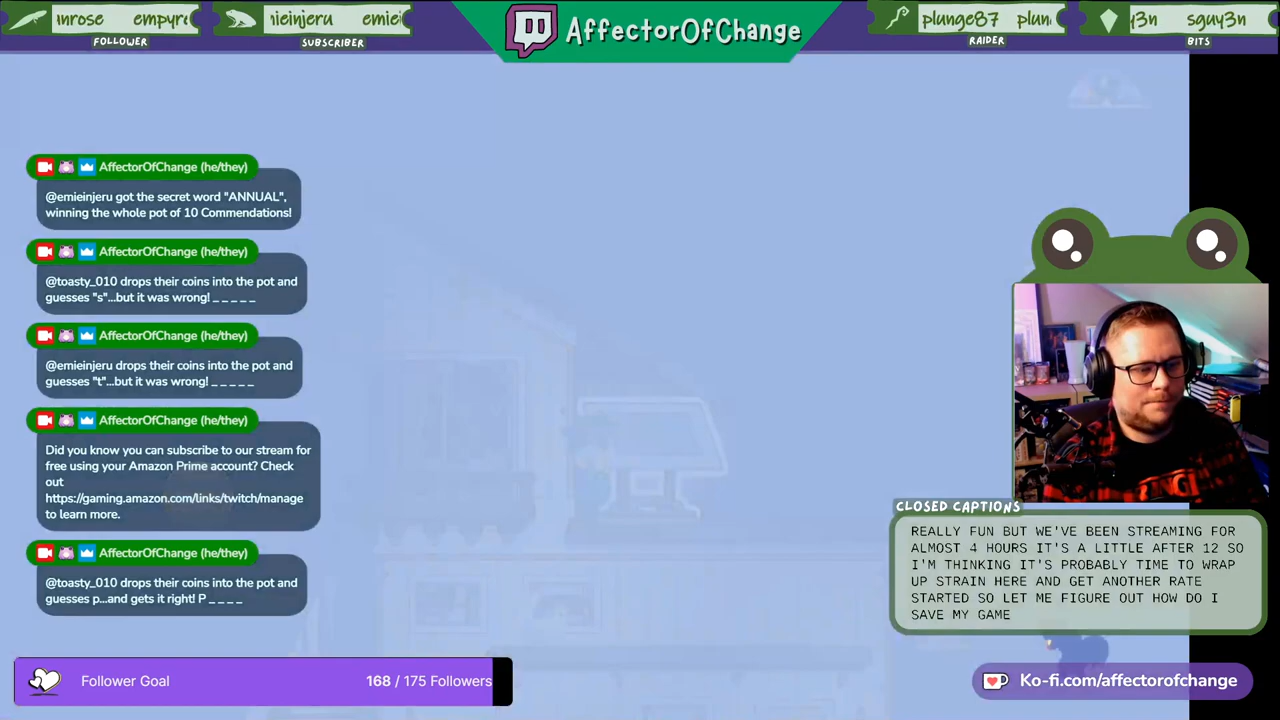 nrose empyre
FOLLOWER
nieinjeru emiei
SUBSCRIBER
AffectorOfChange
plunge87 plun
RAIDER
y3n sguy3n
BITS
AffectorOfChange (he/they)
@emieinjeru got the secret word "ANNUAL",
winning the whole pot of 10 Commendations!
AffectorOfChange (he/they)
@toasty_010 drops their coins into the pot and
guesses "s"...but it was wrong! _ _ _ _ _
AffectorOfChange (he/they)
@emieinjeru drops their coins into the pot and
guesses "t"...but it was wrong! _ _ _ _ _
AffectorOfChange (he/they)
Did you know you can subscribe to our stream for
free using your Amazon Prime account? Check
out
https://gaming.amazon.com/links/twitch/manage
to learn more.
AffectorOfChange (he/they)
@toasty_010 drops their coins into the pot and
guesses p...and gets it right! P _ _ _ _
CLOSED CAPTIONS
REALLY FUN BUT WE'VE BEEN STREAMING FOR
ALMOST 4 HOURS IT'S A LITTLE AFTER 12 SO
I'M THINKING IT'S PROBABLY TIME TO WRAP
UP STRAIN HERE AND GET ANOTHER RATE
STARTED SO LET ME FIGURE OUT HOW DO I
SAVE MY GAME
Follower Goal 168 / 175 Followers
Ko-fi.com/affectorofchange